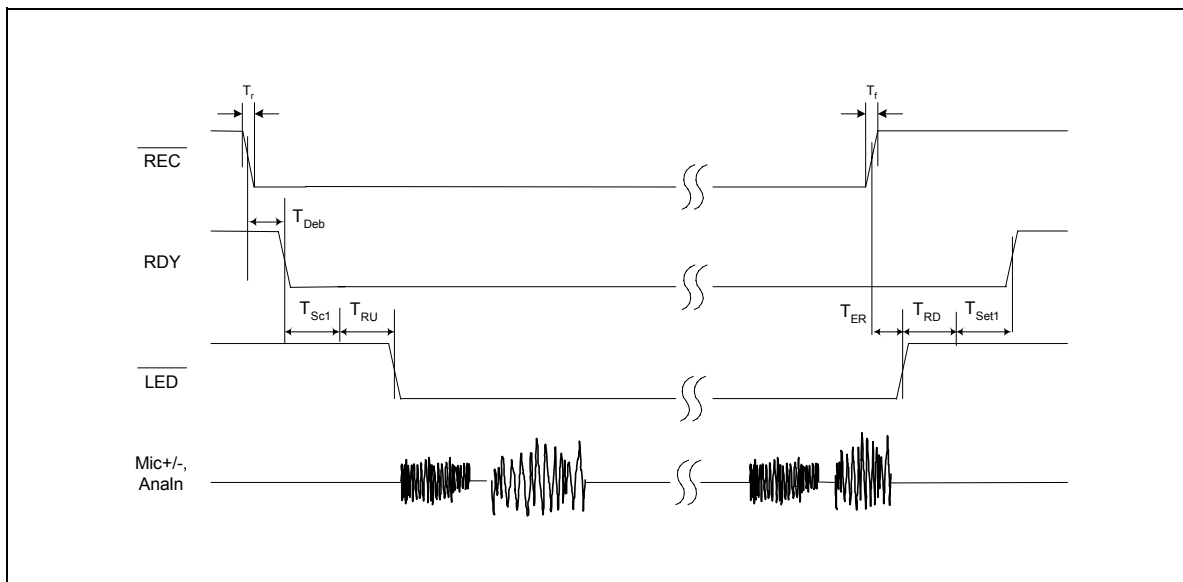 Tr
Tf
REC
TDeb
RDY
TSc1
TRU
TER
TRD
TSet1
LED
Mic+/-,
AnaIn